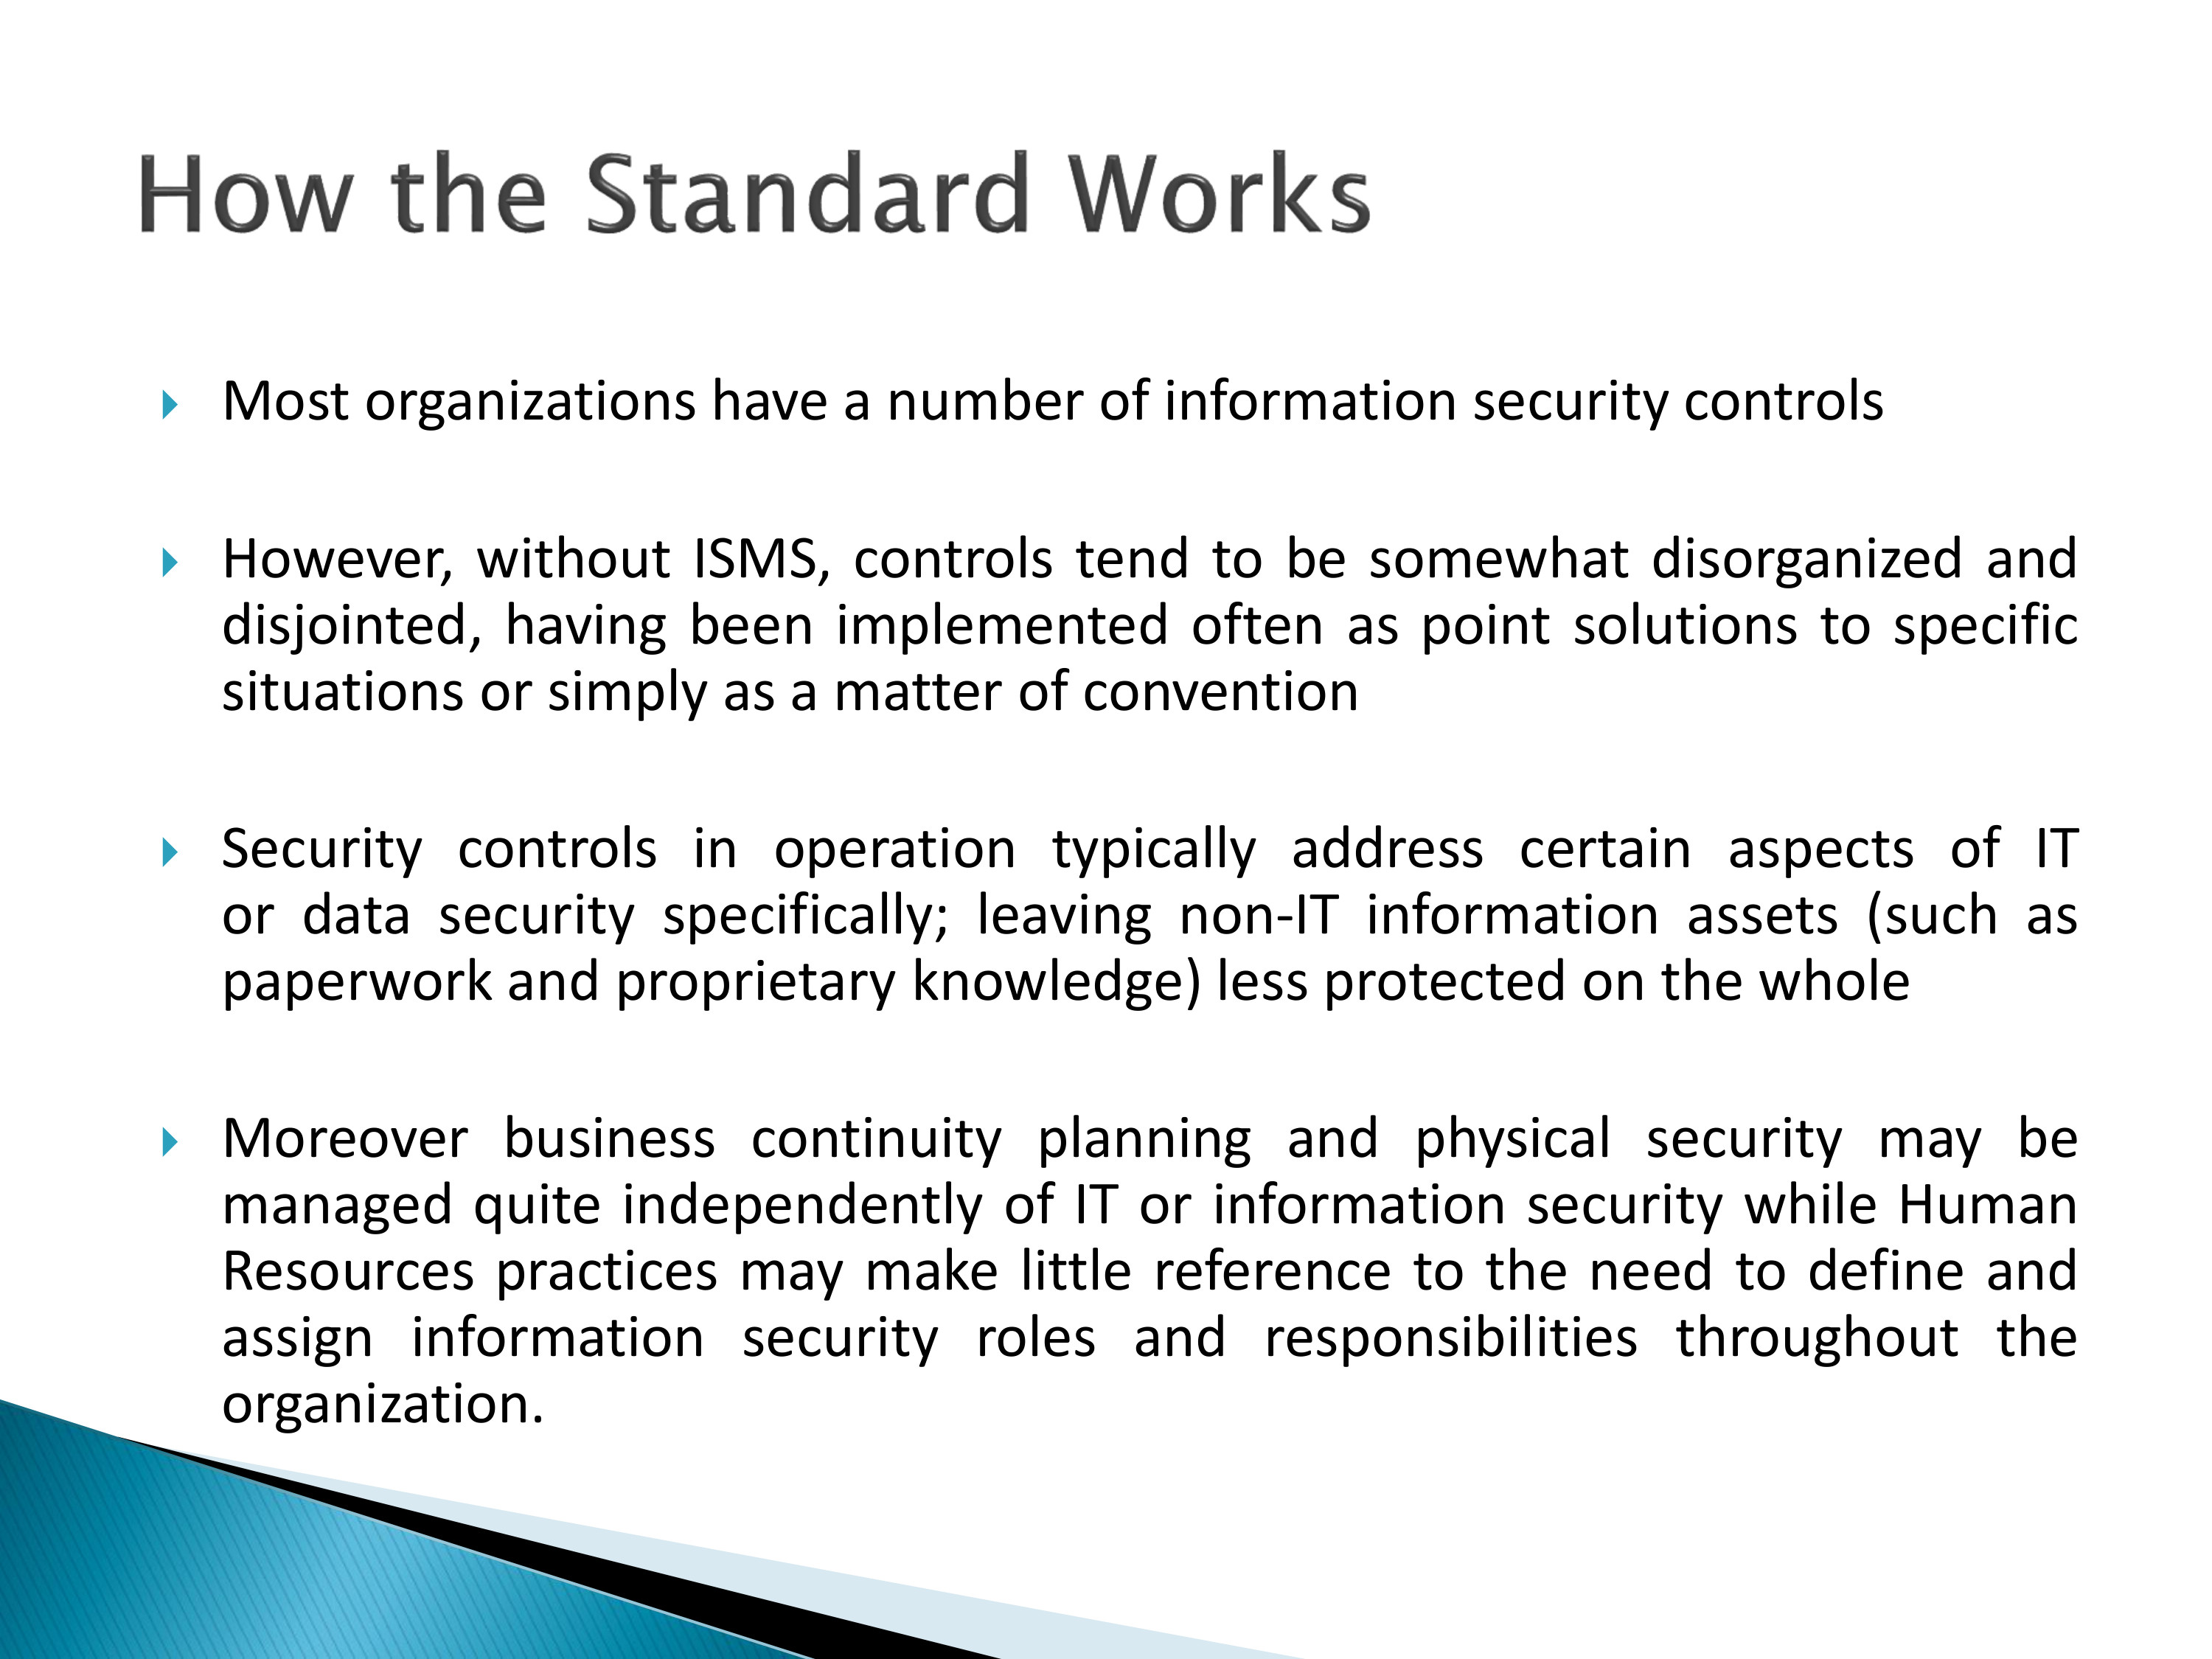 How the Standard Works
Most organizations have a number of information security controls
However, without ISMS, controls tend to be somewhat disorganized and
disjointed, having been implemented often as point solutions to specific
situations or simply as a matter of convention
Security controls in operation typically address certain aspects of IT
or data security specifically; leaving non-IT information assets (such as
paperwork and proprietary knowledge) less protected on the whole
Moreover business continuity planning and physical security may be
managed quite independently of IT or information security while Human
Resources practices may make little reference to the need to define and
assign information security roles and responsibilities throughout the
organization.